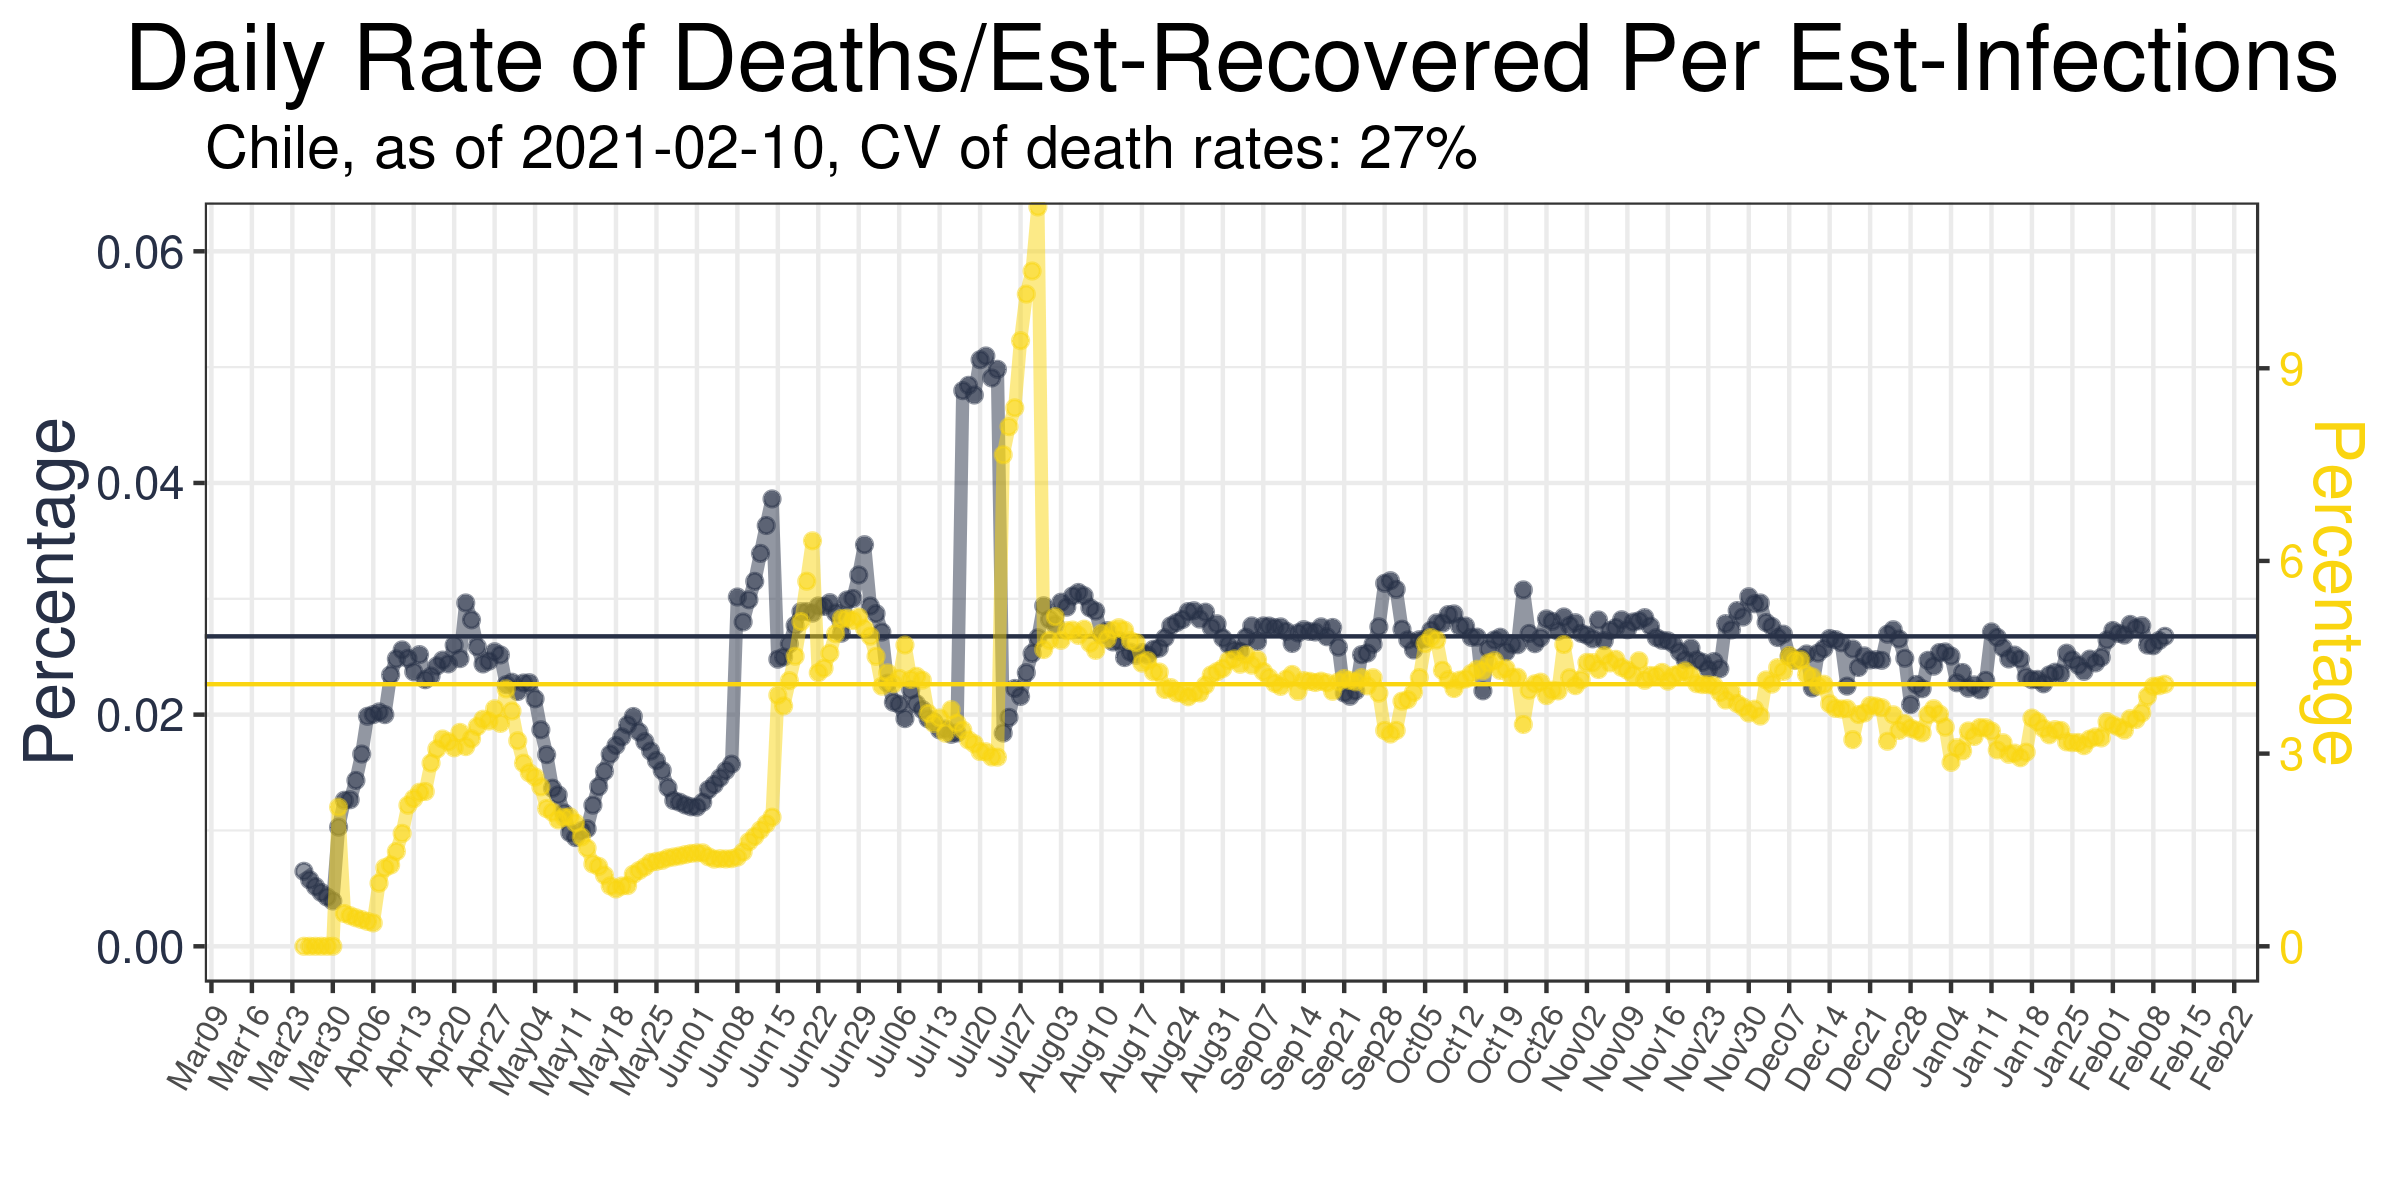 Daily Rate of Deaths/Est-Recovered Per Est-Infections
Chile, as of 2021-02-10, CV of death rates: 27%
Percentage
0.06
0.04
0.02
0.00
9
6
3
0
Percentage
Mar09
Mar16
Mar23
Mar30
Apr06
Apr13
Apr20
Apr27
May04
May11
May18
May25
Jun01
Jun08
Jun15
Jun22
Jun29
Jul06
Jul13
Jul20
Jul27
Aug03
Aug10
Aug17
Aug24
Aug31
Sep07
Sep14
Sep21
Sep28
Oct05
Oct12
Oct19
Oct26
Nov02
Nov09
Nov16
Nov23
Nov30
Dec07
Dec14
Dec21
Dec28
Jan04
Jan11
Jan18
Jan25
Feb01
Feb08
Feb15
Feb22